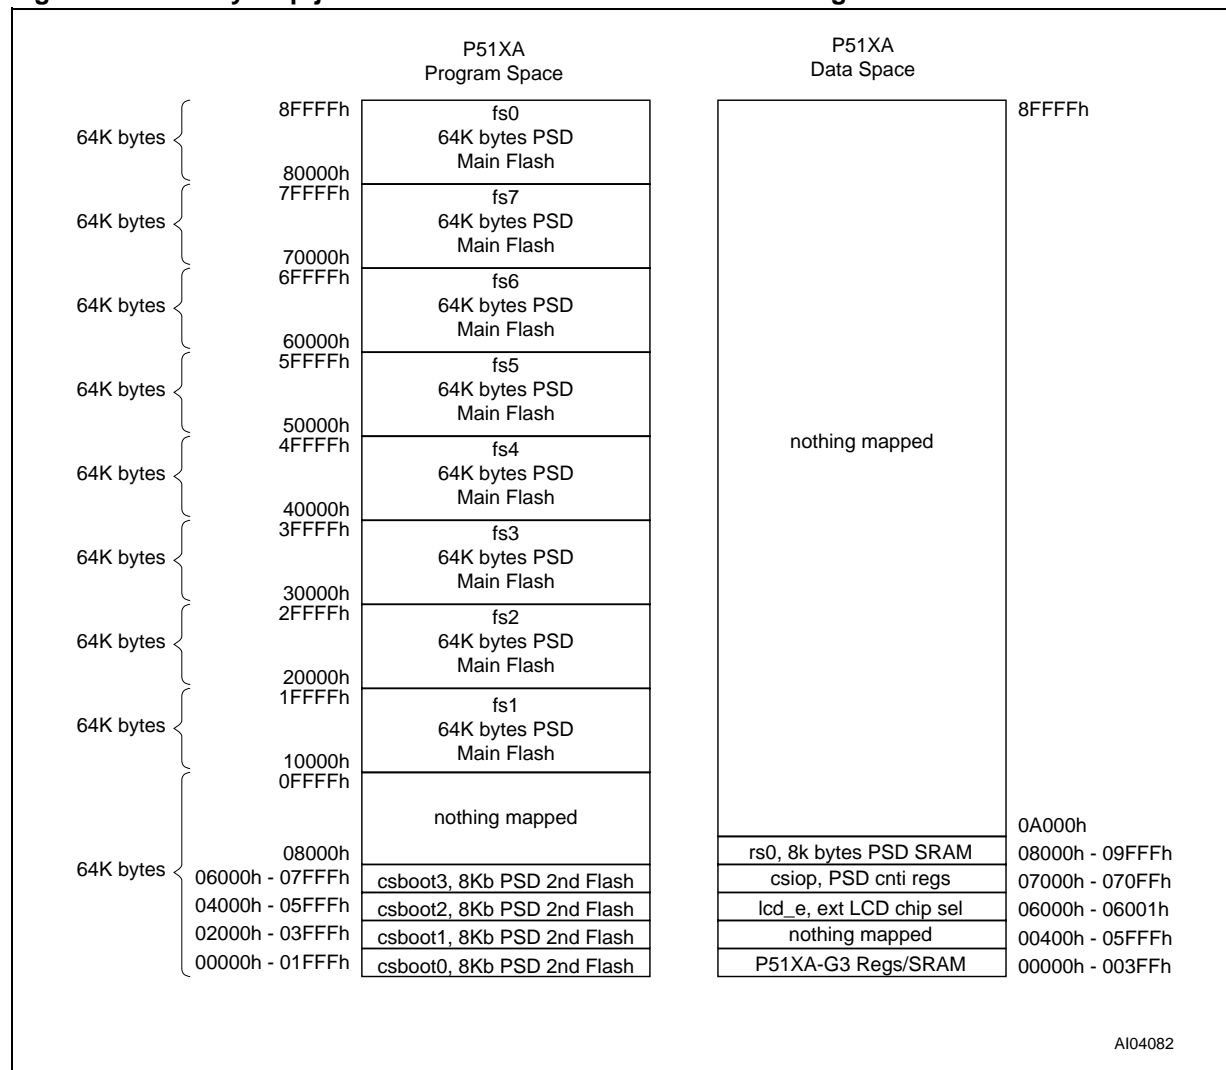 P51XA
Program Space
P51XA
Data Space
64K bytes
8FFFFh
80000h
fs0
64K bytes PSD
Main Flash
64K bytes
7FFFFh
70000h
fs7
64K bytes PSD
Main Flash
64K bytes
6FFFFh
60000h
fs6
64K bytes PSD
Main Flash
64K bytes
5FFFFh
50000h
fs5
64K bytes PSD
Main Flash
64K bytes
4FFFFh
40000h
fs4
64K bytes PSD
Main Flash
64K bytes
3FFFFh
30000h
fs3
64K bytes PSD
Main Flash
64K bytes
2FFFFh
20000h
fs2
64K bytes PSD
Main Flash
64K bytes
1FFFFh
10000h
fs1
64K bytes PSD
Main Flash
64K bytes
0FFFFh
08000h
nothing mapped
06000h - 07FFFh
csboot3, 8Kb PSD 2nd Flash
04000h - 05FFFh
csboot2, 8Kb PSD 2nd Flash
02000h - 03FFFh
csboot1, 8Kb PSD 2nd Flash
00000h - 01FFFh
csboot0, 8Kb PSD 2nd Flash
8FFFFh
nothing mapped
0A000h
rs0, 8k bytes PSD SRAM
08000h - 09FFFh
csiop, PSD cnti regs
07000h - 070FFh
lcd_e, ext LCD chip sel
06000h - 06001h
nothing mapped
00400h - 05FFFh
P51XA-G3 Regs/SRAM
00000h - 003FFh
AI04082